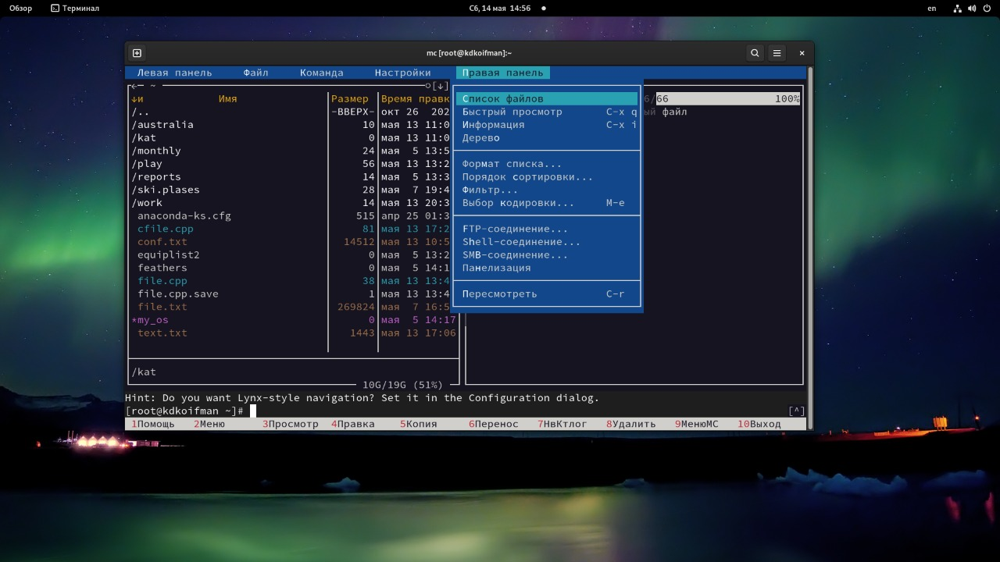 Обзор Терминал Сб, 14 мая 14:56 en
mc [root@kdkoifman]:~
Левая панель Файл Команда Настройки Правая панель
←─ ~ [↓]
↓и Имя Размер Время правк
/.. -ВВЕРХ- окт 26 202
/australia 10 мая 13 11:0
/kat 0 мая 13 11:0
/monthly 24 мая 5 13:5
/play 56 мая 13 13:2
/reports 14 мая 5 13:3
/ski.plases 28 мая 7 19:4
/work 14 мая 13 20:3
anaconda-ks.cfg 515 апр 25 01:3
cfile.cpp 81 мая 13 17:2
conf.txt 14512 мая 13 10:5
equiplist2 0 мая 5 13:2
feathers 0 мая 5 14:1
file.cpp 38 мая 13 13:4
file.cpp.save 1 мая 13 13:4
file.txt 269824 мая 7 16:5
*my_os 0 мая 5 14:17
text.txt 1443 мая 13 17:06
/kat
10G/19G (51%)
Список файлов
Быстрый просмотр C-x q
Информация C-x i
Дерево
Формат списка...
Порядок сортировки...
Фильтр...
Выбор кодировки... M-e
FTP-соединение...
Shell-соединение...
SMB-соединение...
Панелизация
Пересмотреть C-r
6/66 100%
ый файл
Hint: Do you want Lynx-style navigation? Set it in the Configuration dialog.
[root@kdkoifman ~]# [^]
1Помощь 2Меню 3Просмотр 4Правка 5Копия 6Перенос 7НвКтлог 8Удалить 9МенюMC 10Выход